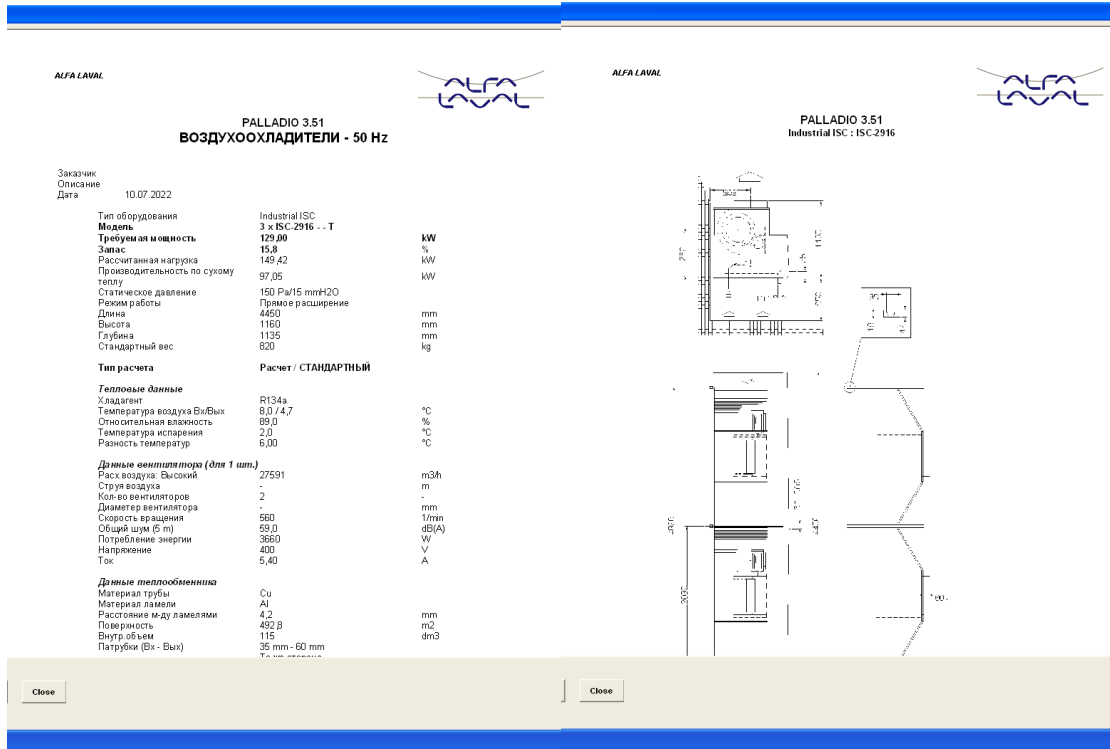 ALFA LAVAL
ALFA
LAVAL
PALLADIO 3.51
ВОЗДУХООХЛАДИТЕЛИ - 50 Hz
Заказчик
Описание
Дата 10.07.2022
Тип оборудования Industrial ISC
Модель 3 x ISC-2916 - - T
Требуемая мощность 129,00 kW
Запас 15,8 %
Рассчитанная нагрузка 149,42 kW
Производительность по сухому
теплу 97,05 kW
Статическое давление 150 Pa/15 mmH2O
Режим работы Прямое расширение
Длина 4450 mm
Высота 1160 mm
Глубина 1135 mm
Стандартный вес 820 kg
Тип расчета Расчет / СТАНДАРТНЫЙ
Тепловые данные
Хладагент R134a
Температура воздуха Вх/Вых 8,0 / 4,7 °C
Относительная влажность 89,0 %
Температура испарения 2,0 °C
Разность температур 6,00 °C
Данные вентилятора (для 1 шт.)
Расх.воздуха: Высокий 27591 m3/h
Струя воздуха - m
Кол-во вентиляторов 2 -
Диаметер вентилятора - mm
Скорость вращения 560 1/min
Общий шум (5 m) 59,0 dB(A)
Потребление энергии 3660 W
Напряжение 400 V
Ток 5,40 A
Данные теплообменника
Материал трубы Cu
Материал ламели Al
Расстояние м-ду ламелями 4,2 mm
Поверхность 492,8 m2
Внутр.объем 115 dm3
Патрубки (Вх - Вых) 35 mm - 60 mm
Close
ALFA LAVAL
ALFA
LAVAL
PALLADIO 3.51
Industrial ISC : ISC-2916
Close